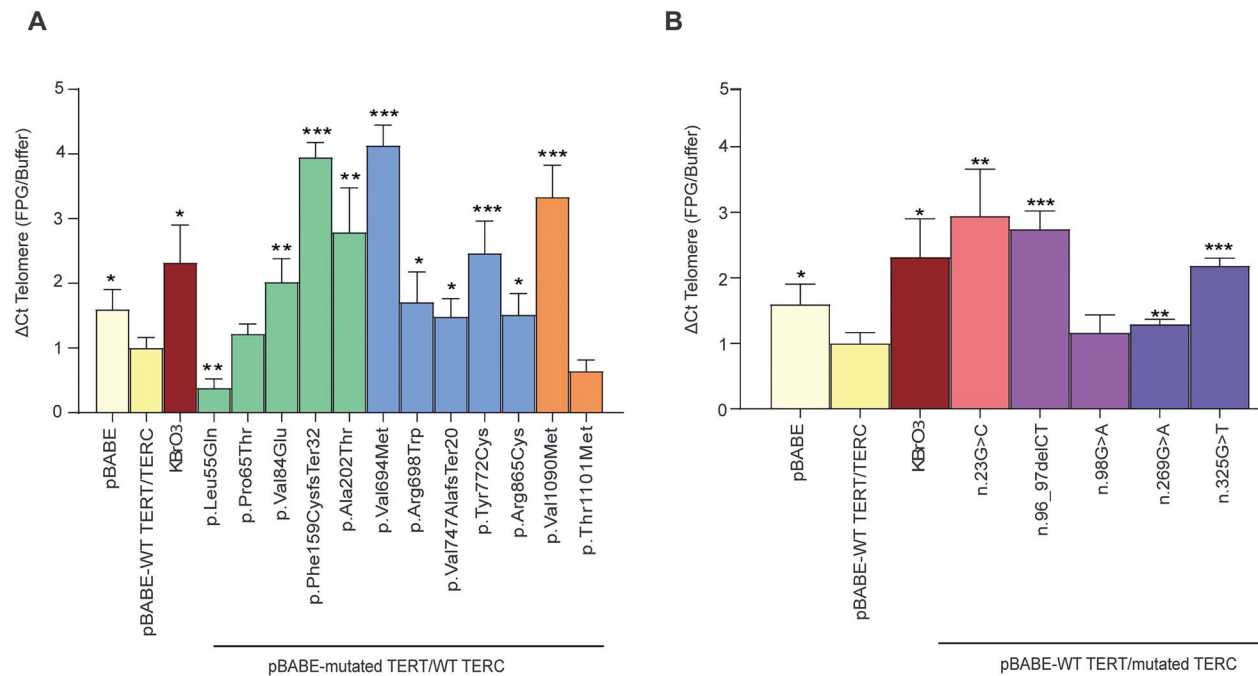 A
ΔCt Telomere (FPG/Buffer)
5
4
3
2
1
0
*
*
**
**
***
**
***
*
*
***
*
***
pBABE
pBABE-WT TERT/TERC
KBrO3
p.Leu55Gln
p.Pro65Thr
p.Val84Glu
p.Phe159CysfsTer32
p.Ala202Thr
p.Val694Met
p.Arg698Trp
p.Val747AlafsTer20
p.Tyr772Cys
p.Arg865Cys
p.Val1090Met
p.Thr1101Met
pBABE-mutated TERT/WT TERC
B
ΔCt Telomere (FPG/Buffer)
5
4
3
2
1
0
*
*
**
***
**
***
pBABE
pBABE-WT TERT/TERC
KBrO3
n.23G>C
n.96_97delCT
n.98G>A
n.269G>A
n.325G>T
pBABE-WT TERT/mutated TERC